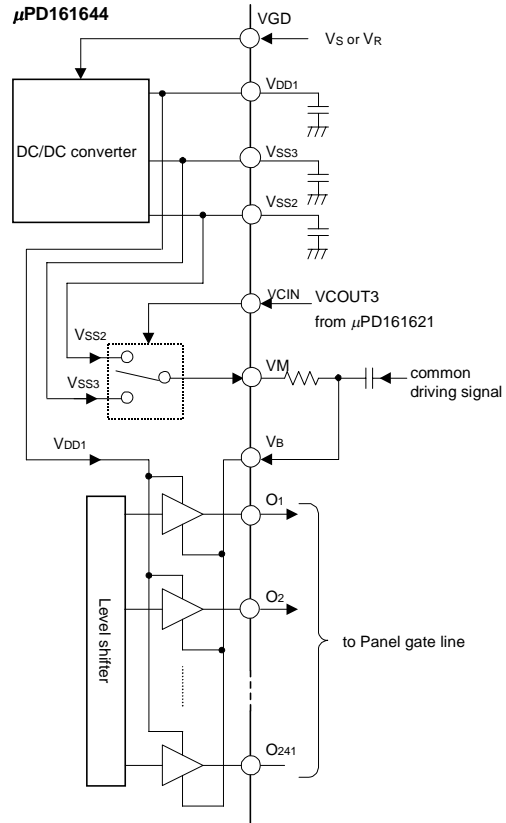 μPD161644
VGD
VS or VR
VDD1
DC/DC converter
VSS3
VSS2
VCIN
VCOUT3
from μPD161621
VSS2
VM
common
driving signal
VSS3
VB
VDD1
O1
O2
Level shifter
to Panel gate line
O241